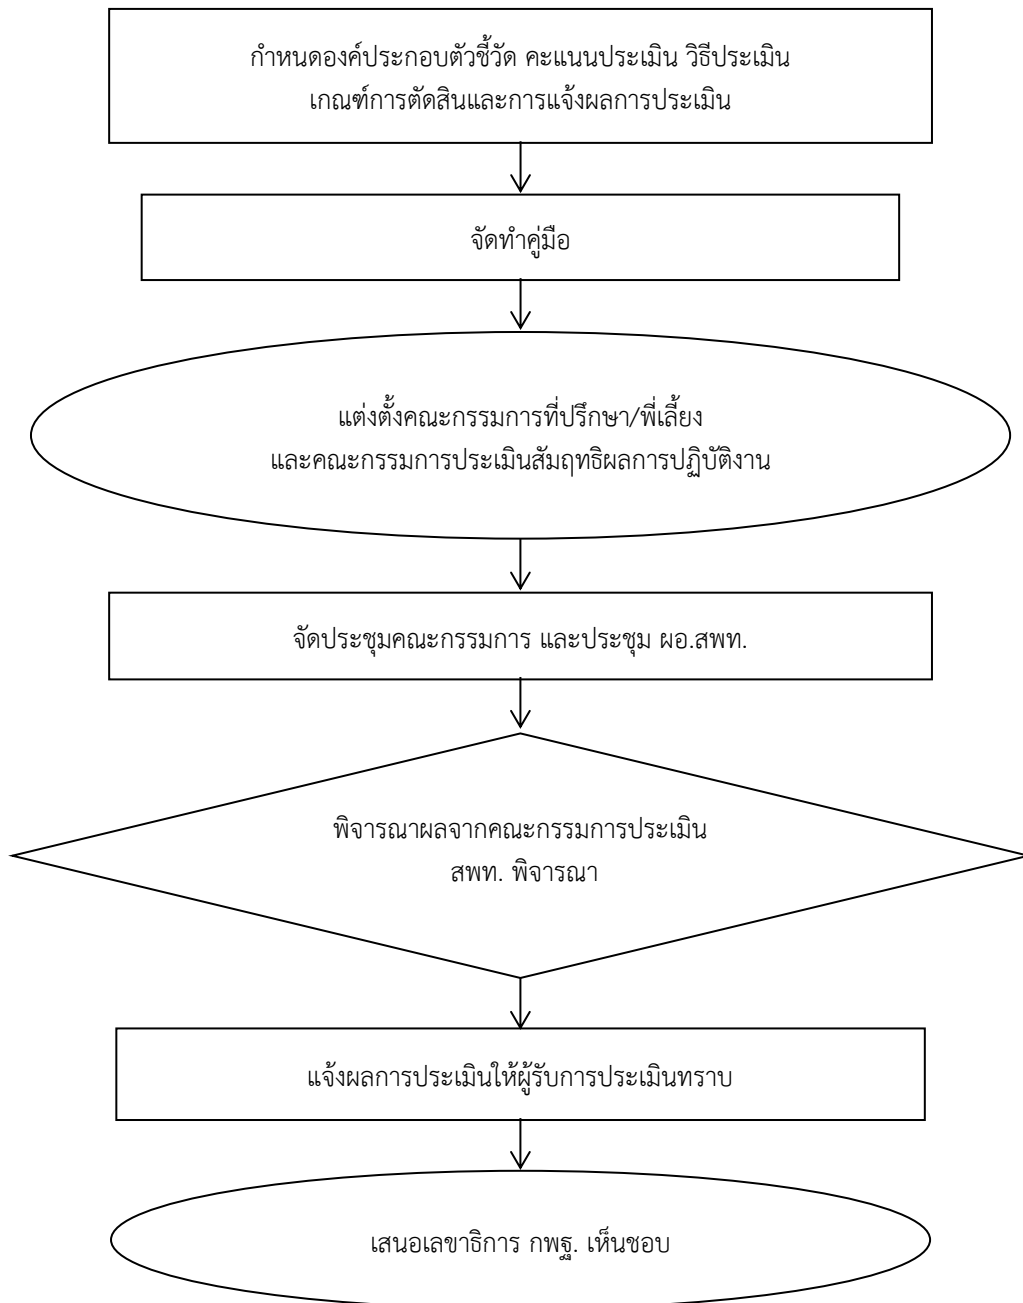 กำหนดองค์ประกอบตัวชี้วัด คะแนนประเมิน วิธีประเมิน
เกณฑ์การตัดสินและการแจ้งผลการประเมิน
จัดทำคู่มือ
แต่งตั้งคณะกรรมการที่ปรึกษา/พี่เลี้ยง
และคณะกรรมการประเมินสัมฤทธิผลการปฏิบัติงาน
จัดประชุมคณะกรรมการ และประชุม ผอ.สพท.
พิจารณาผลจากคณะกรรมการประเมิน
สพท. พิจารณา
แจ้งผลการประเมินให้ผู้รับการประเมินทราบ
เสนอเลขาธิการ กพฐ. เห็นชอบ